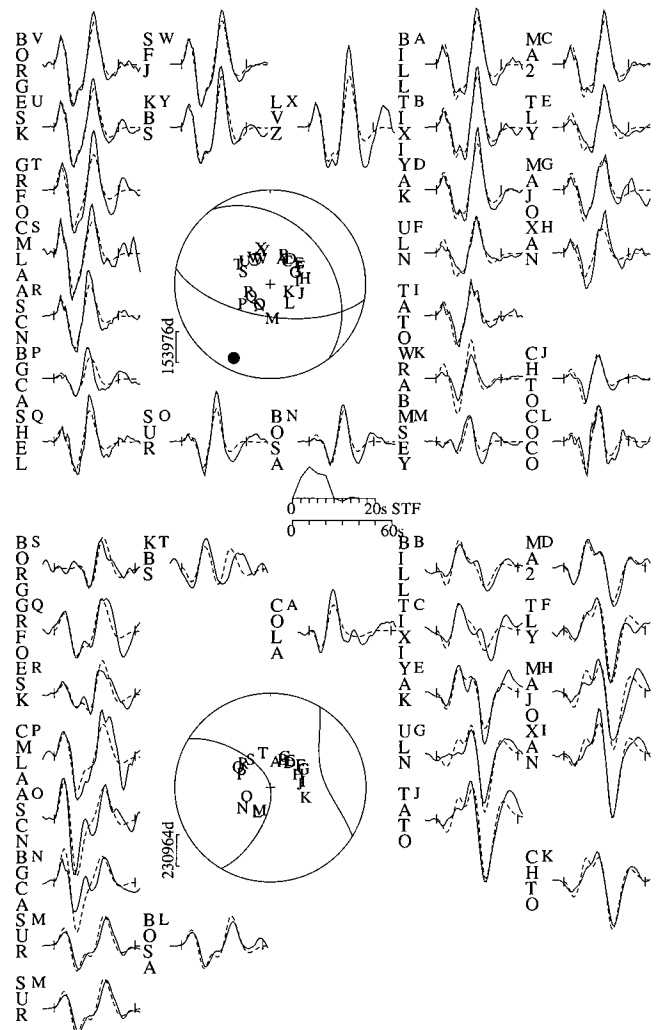 BORG V
SFJ W
BILL A
MA2 C
ESK U
KBS Y
LVZ X
TIXI B
TLY E
GRFO T
YAK D
MAJO G
CMLA S
ULN F
XAN H
ASCN R
TATO I
153976d
BGCA P
WRAB K
CHTO J
SHEL Q
SUR O
BOSA N
MSEY M
COCO L
0 20s STF
0 60s
BORG S
KBS T
BILL B
MA2 D
GRFO Q
COLA A
TIXI C
TLY F
ESK R
YAK E
MAJO H
CMLA P
ULN G
XAN I
ASCN O
TATO J
230964d
BGCA N
CHTO K
SUR M
BOSA L
SUR M